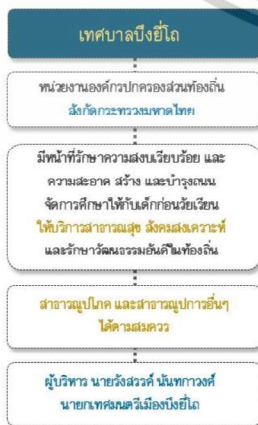 เทศบาลบึงยี่โถ
หน่วยงานองค์กรปกครองส่วนท้องถิ่น
สังกัดกระทรวงมหาดไทย
มีหน้าที่รักษาความสงบเรียบร้อย และ
ความสะอาด สร้าง และบำรุงถนน
จัดการศึกษาให้กับเด็กก่อนวัยเรียน
ให้บริการสาธารณสุข สังคมสงเคราะห์
และรักษาวัฒนธรรมอันดีในท้องถิ่น
สาธารณูปโภค และสาธารณูปการอื่นๆ
ได้ตามสมควร
ผู้บริหาร นายรังสรรค์ นันทกาวงศ์
นายกเทศมนตรีเมืองบึงยี่โถ